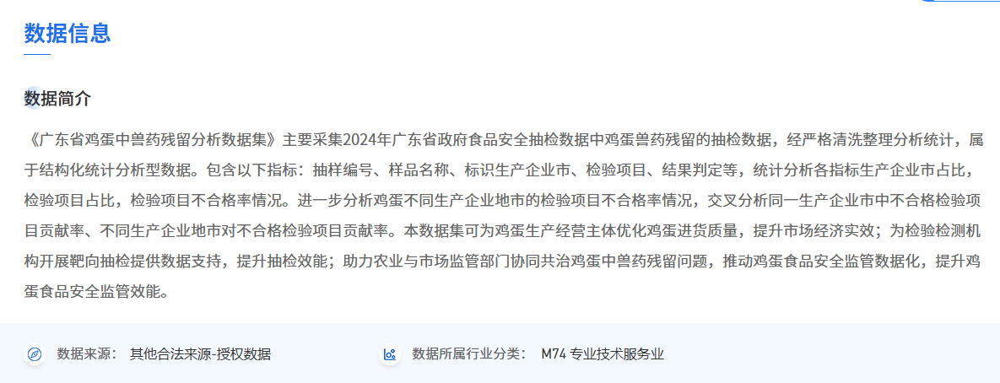 数据信息
数据简介
《广东省鸡蛋中兽药残留分析数据集》主要采集2024年广东省政府食品安全抽检数据中鸡蛋兽药残留的抽检数据，经严格清洗整理分析统计，属
于结构化统计分析型数据。包含以下指标：抽样编号、样品名称、标识生产企业市、检验项目、结果判定等，统计分析各指标生产企业市占比，
检验项目占比，检验项目不合格率情况。进一步分析鸡蛋不同生产企业地市的检验项目不合格率情况，交叉分析同一生产企业市中不合格检验项
目贡献率、不同生产企业地市对不合格检验项目贡献率。本数据集可为鸡蛋生产经营主体优化鸡蛋进货质量，提升市场经济实效；为检验检测机
构开展靶向抽检提供数据支持，提升抽检效能；助力农业与市场监管部门协同共治鸡蛋中兽药残留问题，推动鸡蛋食品安全监管数据化，提升鸡
蛋食品安全监管效能。
数据来源： 其他合法来源-授权数据 数据所属行业分类： M74 专业技术服务业